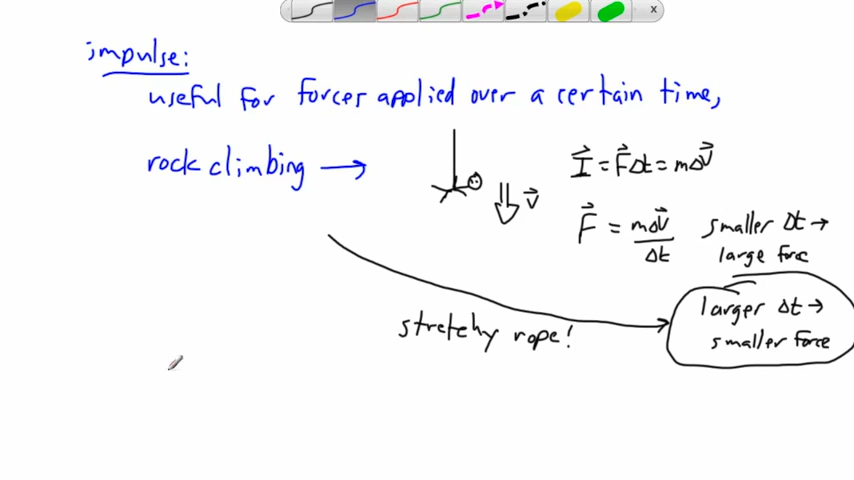 impulse:
useful for forces applied over a certain time,
rock climbing →
V⃗
I⃗ = F⃗Δt = mΔV⃗
F⃗ = mΔV⃗/Δt
smaller Δt →
large force
larger Δt →
smaller force
stretchy rope!
x